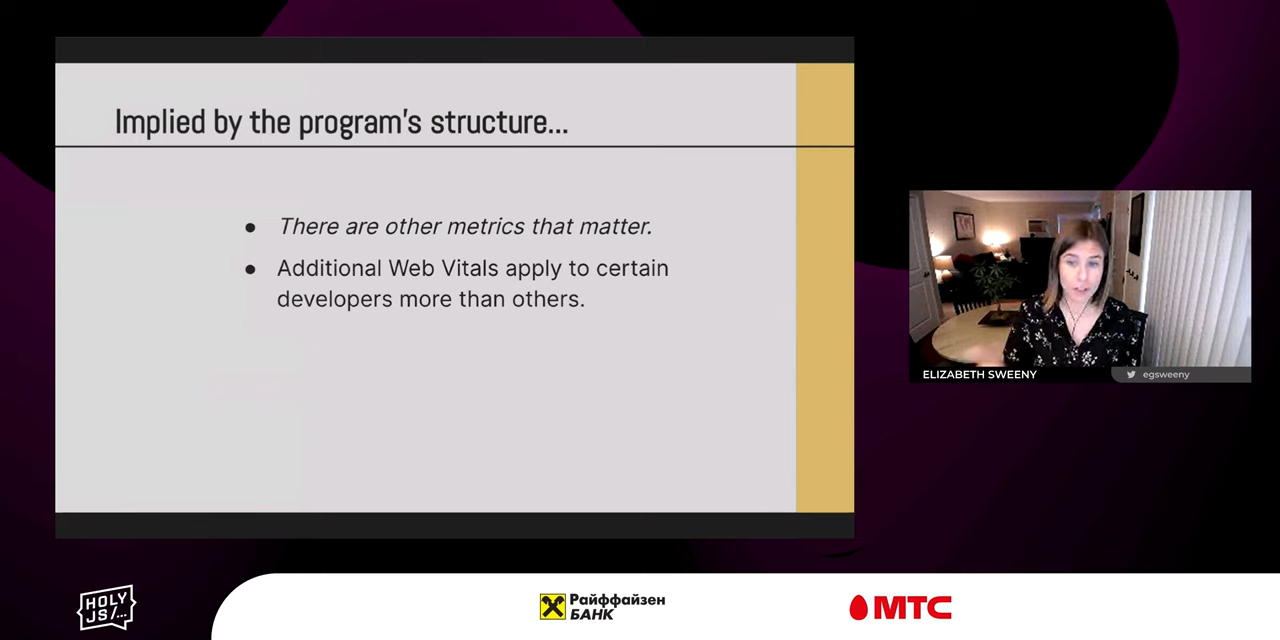 Implied by the program's structure...
● There are other metrics that matter.
● Additional Web Vitals apply to certain
developers more than others.
ELIZABETH SWEENY
egsweeny
HOLY
JS/...
Райффайзен
БАНК
МТС